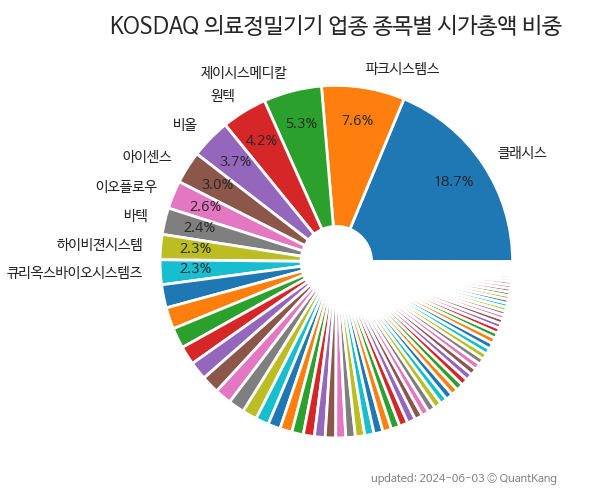 KOSDAQ 의료정밀기기 업종 종목별 시가총액 비중
클래시스
18.7%
파크시스템스
7.6%
제이시스메디칼
5.3%
원텍
4.2%
비올
3.7%
아이센스
3.0%
이오플로우
2.6%
바텍
2.4%
하이비젼시스템
2.3%
큐리옥스바이오시스템즈
2.3%
updated: 2024-06-03 © QuantKang